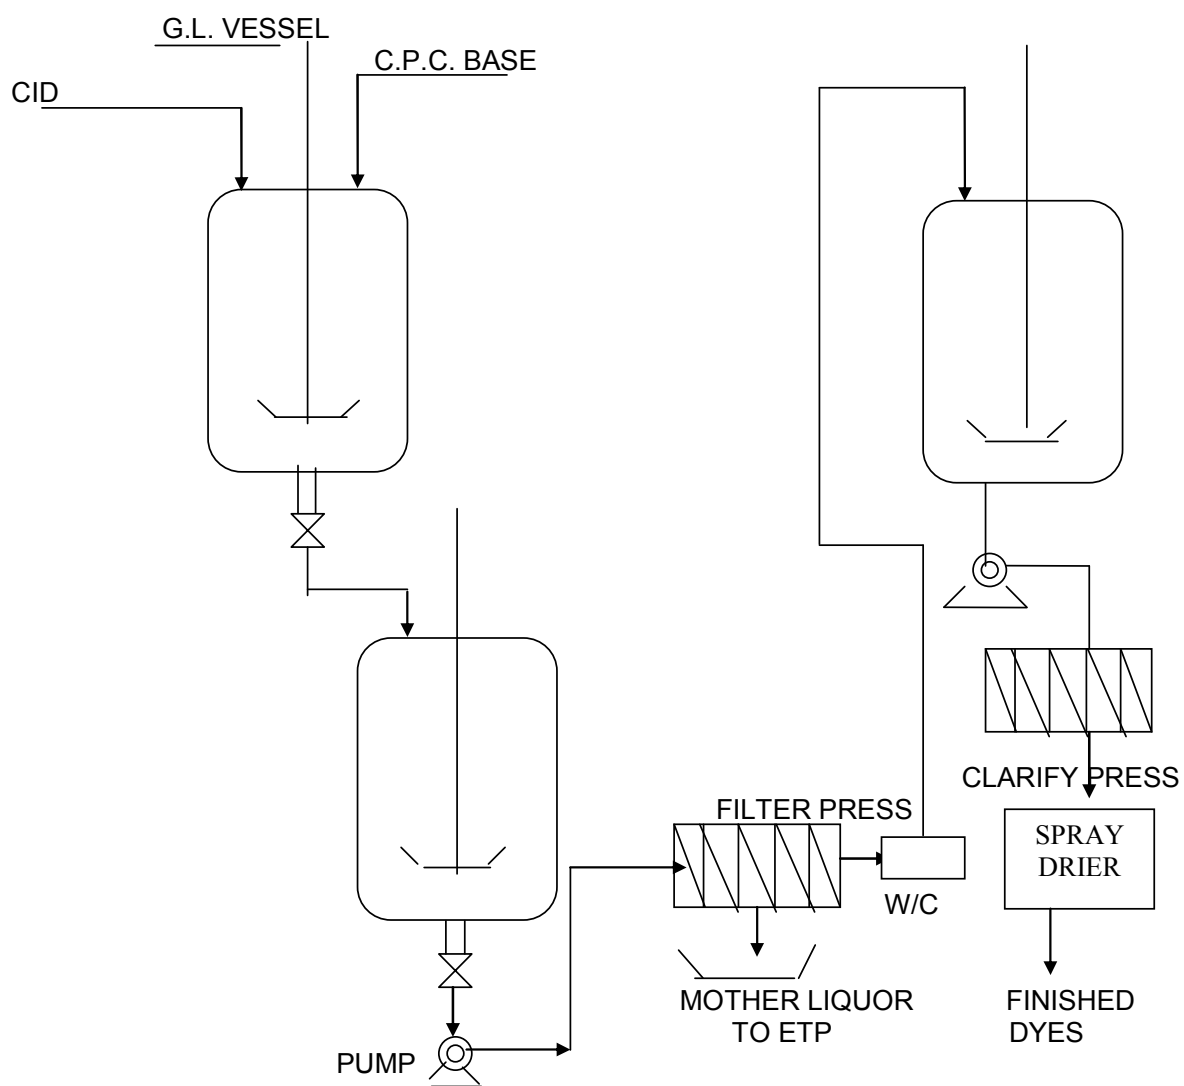 G.L. VESSEL
C.P.C. BASE
CID
CLARIFY PRESS
FILTER PRESS
SPRAY
DRIER
W/C
MOTHER LIQUOR
TO ETP
FINISHED
DYES
PUMP